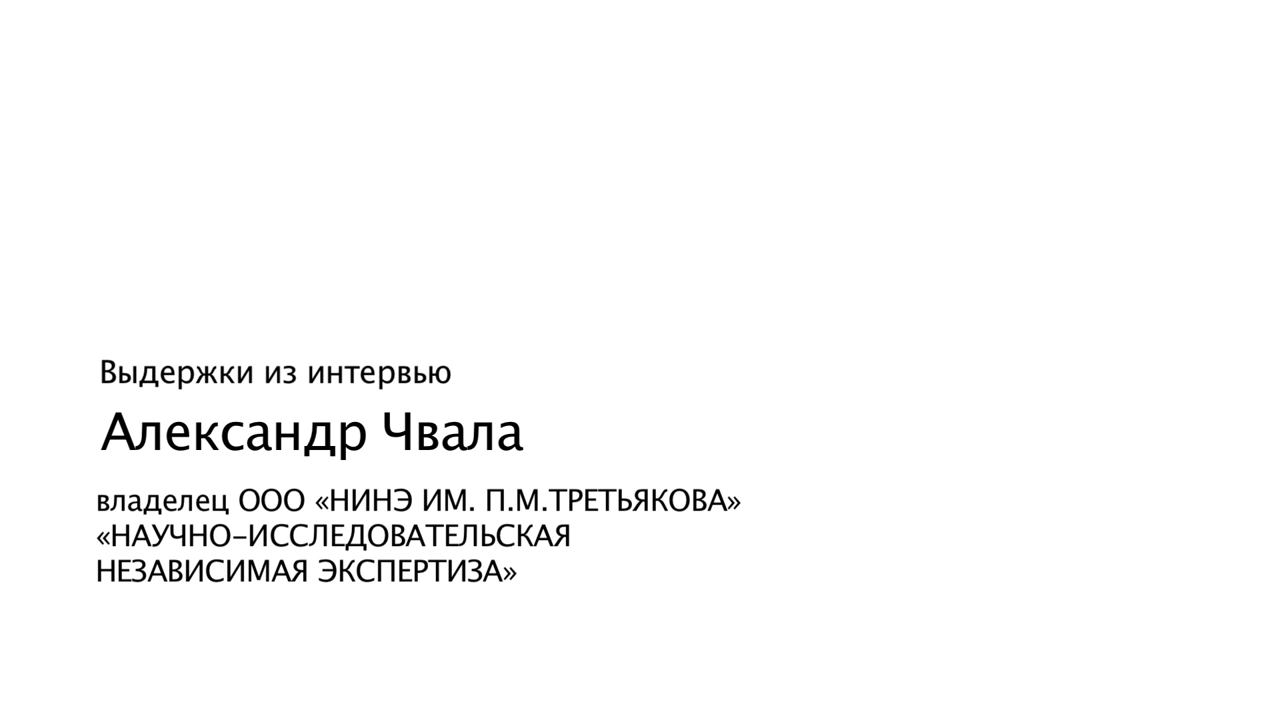 Выдержки из интервью
Александр Чвала
владелец ООО «НИНЭ ИМ. П.М.ТРЕТЬЯКОВА»
«НАУЧНО-ИССЛЕДОВАТЕЛЬСКАЯ
НЕЗАВИСИМАЯ ЭКСПЕРТИЗА»